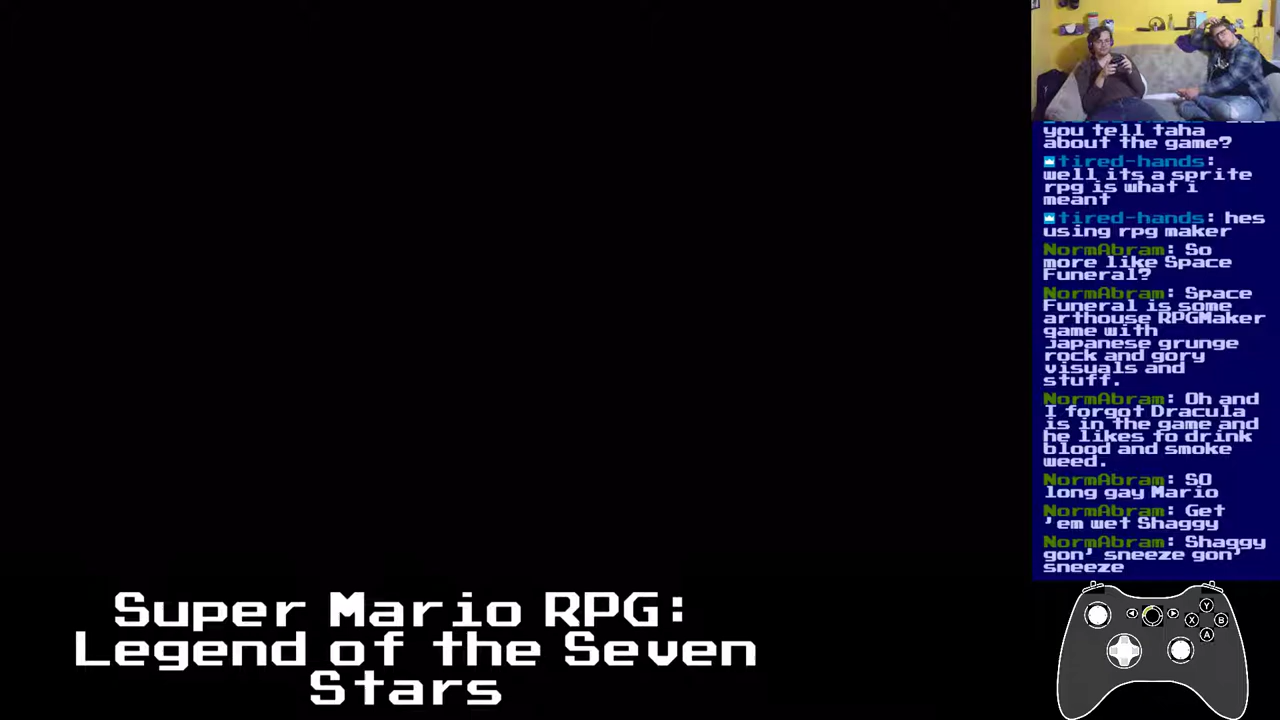 you tell taha
about the game?
tired-hands:
well its a sprite
rpg is what i
meant
tired-hands: hes
using rpg maker
NormAbram: So
more like Space
Funeral?
NormAbram: Space
Funeral is some
arthouse RPGMaker
game with
japanese grunge
rock and gory
visuals and
stuff.
NormAbram: Oh and
I forgot Dracula
is in the game and
he likes to drink
blood and smoke
weed.
NormAbram: SO
long gay Mario
NormAbram: Get
'em wet Shaggy
NormAbram: Shaggy
gon' sneeze gon'
sneeze
Super Mario RPG:
Legend of the Seven
Stars
Y
X B
A